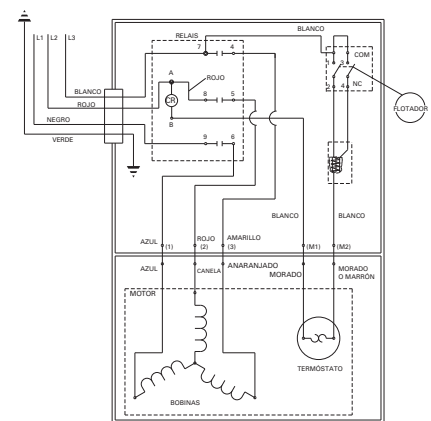 BLANCO
RELAIS
L1 L2 L3
7 4
COM
1 3
A
ROJO
BLANCO
CR
NC
2 4
8 5
ROJO
FLOTADOR
B
NEGRO
9 6
VERDE
BLANCO
BLANCO
AZUL (1)
ROJO (2)
AMARILLO (3)
(M1)
(M2)
AZUL
CANELA
ANARANJADO
MORADO
MORADO
O MARRÓN
MOTOR
TERMÓSTATO
BOBINAS